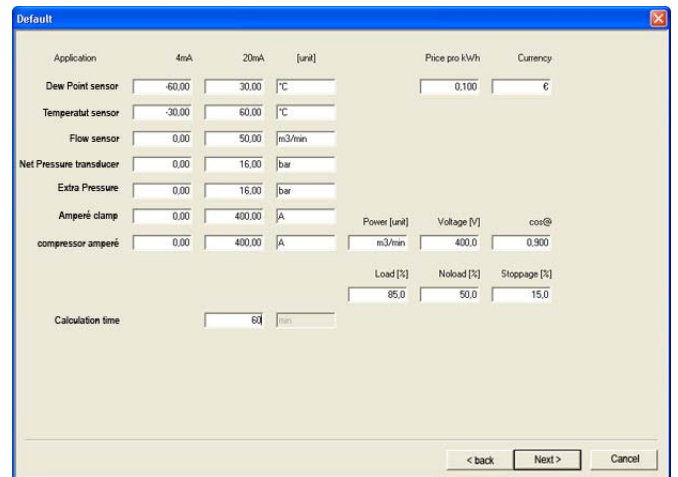 Default
Application 4mA 20mA [unit] Price pro kWh Currency
Dew Point sensor -60,00 30,00 °C 0,100 €
Temperatut sensor -30,00 60,00 °C
Flow sensor 0,00 50,00 m3/min
Net Pressure transducer 0,00 16,00 bar
Extra Pressure 0,00 16,00 bar
Amperé clamp 0,00 400,00 A Power [unit] Voltage [V] cos@
compressor amperé 0,00 400,00 A m3/min 400,0 0,900
Load [%] Noload [%] Stoppage [%]
85,0 50,0 15,0
Calculation time 60 min
< back Next > Cancel